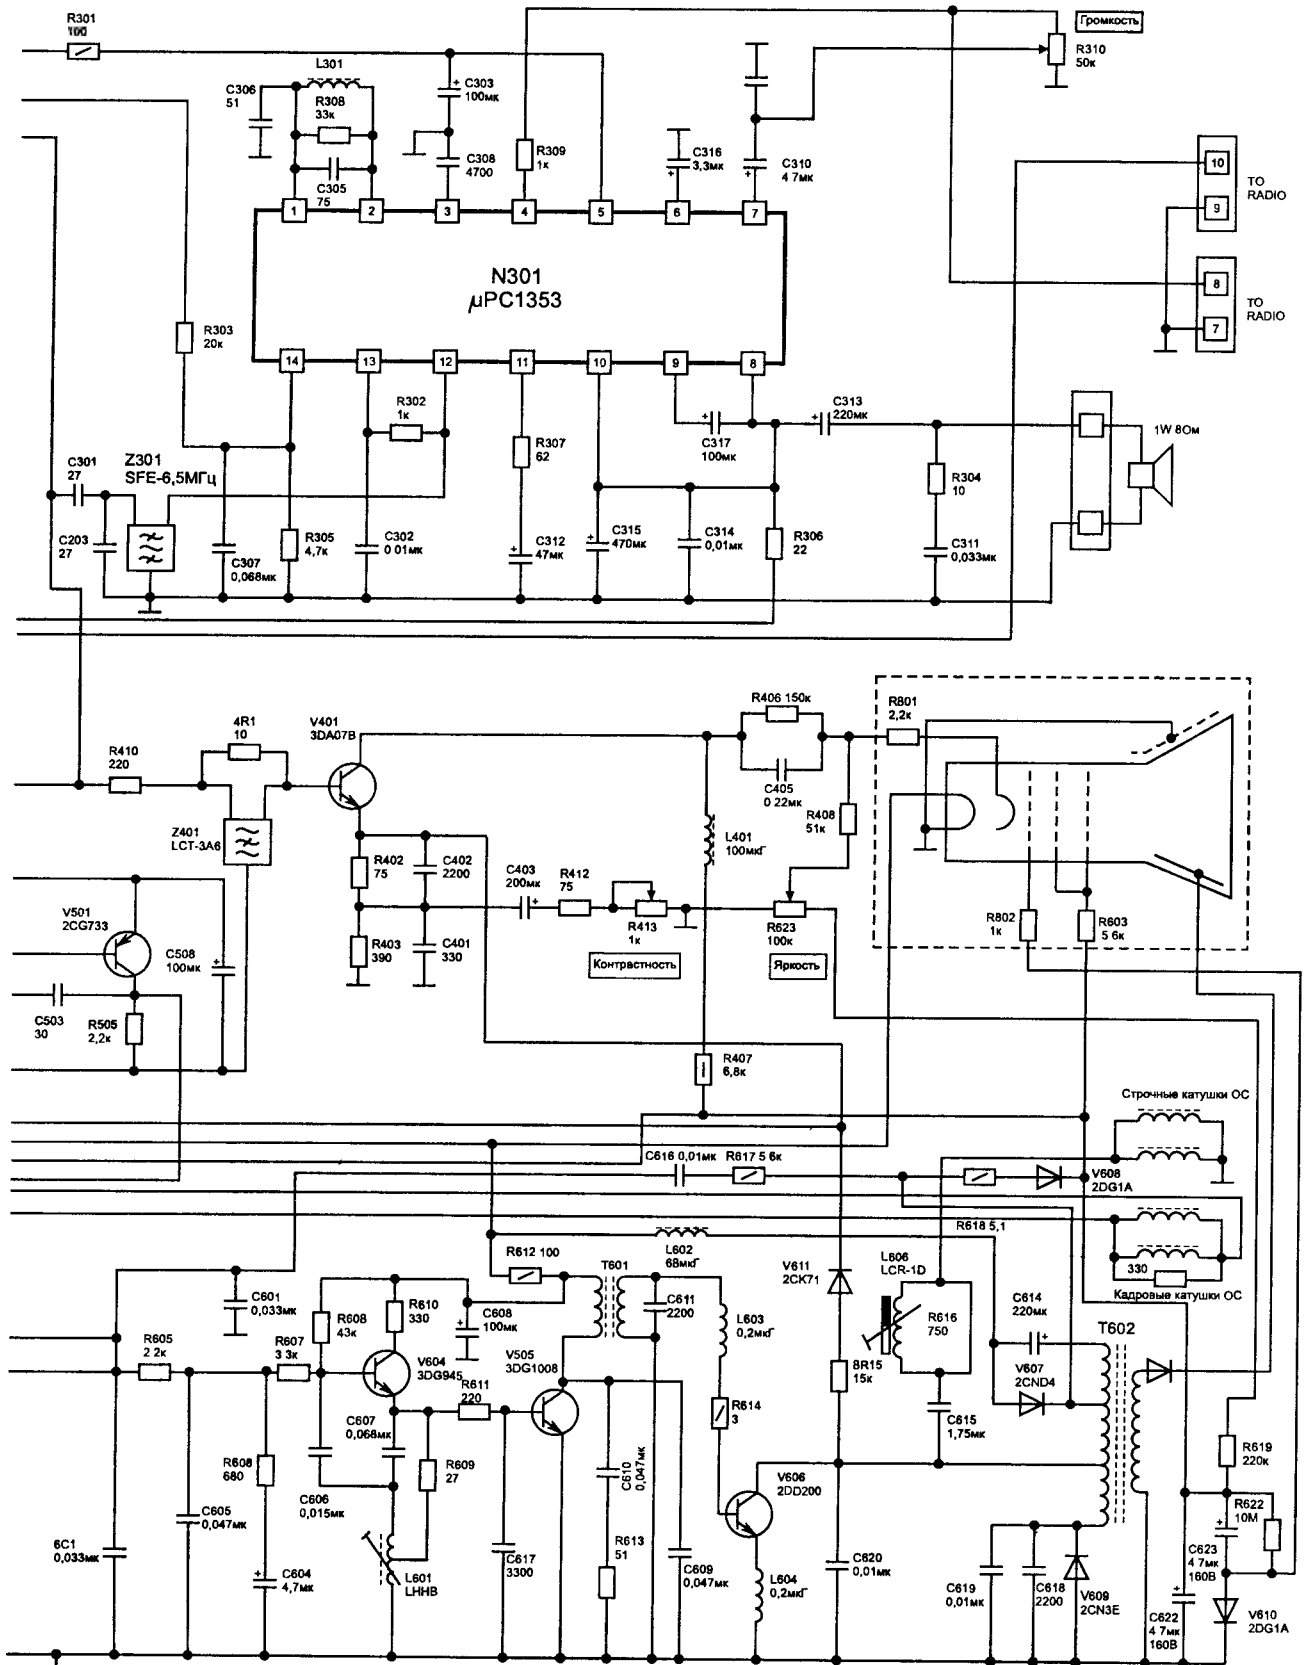 R301
100
Громкость
R310
50к
L301
C306
51
R308
33к
C303
100мк
C305
75
C308
4700
R309
1к
C316
3,3мк
C310
4 7мк
1
2
3
4
5
6
7
N301
µPC1353
14
13
12
11
10
9
8
10
9
TO
RADIO
8
7
TO
RADIO
R303
20к
R302
1к
R307
62
C317
100мк
C313
220мк
1W 8Ом
R304
10
C301
27
Z301
SFE-6,5МГц
C203
27
C307
0,068мк
R305
4,7к
C302
0 01мк
C312
47мк
C315
470мк
C314
0,01мк
R306
22
C311
0,033мк
R406 150к
C405
0 22мк
R801
2,2к
4R1
10
V401
3DA07B
R410
220
Z401
LCT-3A6
R402
75
C402
2200
C403
200мк
R412
75
L401
100мкГ
R408
51к
R403
390
C401
330
R413
1к
R623
100к
R802
1к
R603
5 6к
Контрастность
Яркость
V501
2CG733
C508
100мк
C503
30
R505
2,2к
R407
6,8к
Строчные катушки ОС
C616 0,01мк
R617 5 6к
V608
2DG1A
R618 5,1
330
Кадровые катушки ОС
L602
68мкГ
R612 100
T601
C601
0,033мк
R608
43к
R610
330
C608
100мк
C611
2200
L603
0,2мкГ
V611
2CK71
L606
LCR-1D
R616
750
C614
220мк
T602
R605
2 2к
R607
3 3к
V604
3DG945
V505
3DG1008
R611
220
8R15
15к
V607
2CND4
R614
3
C615
1,75мк
C607
0,068мк
R608
680
R609
27
C610
0,047мк
V606
2DD200
R619
220к
R622
10М
C605
0,047мк
C606
0,015мк
C623
4 7мк
160В
6C1
0,033мк
C604
4,7мк
L601
LHHB
C617
3300
R613
51
C609
0,047мк
L604
0,2мкГ
C620
0,01мк
C619
0,01мк
C618
2200
V609
2CN3E
C622
4 7мк
160В
V610
2DG1A